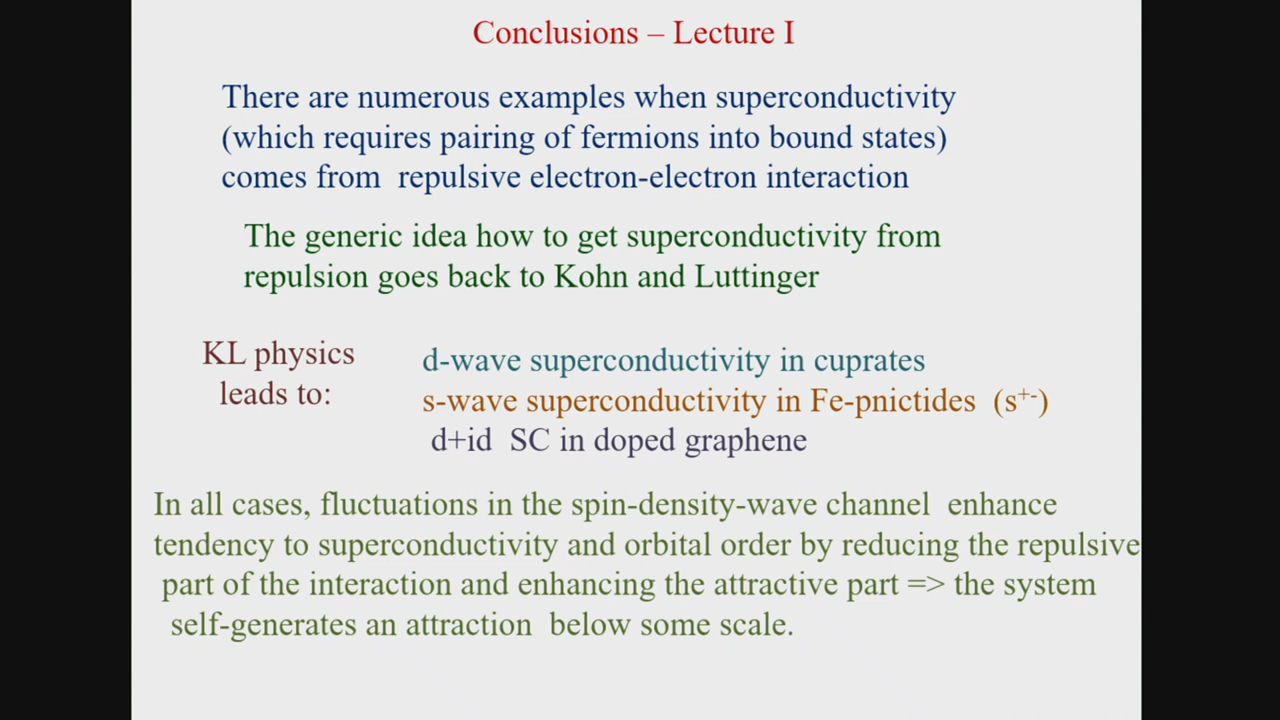 Conclusions – Lecture I
There are numerous examples when superconductivity
(which requires pairing of fermions into bound states)
comes from repulsive electron-electron interaction
The generic idea how to get superconductivity from
repulsion goes back to Kohn and Luttinger
KL physics
leads to:
d-wave superconductivity in cuprates
s-wave superconductivity in Fe-pnictides (s⁺⁻)
d+id SC in doped graphene
In all cases, fluctuations in the spin-density-wave channel enhance
tendency to superconductivity and orbital order by reducing the repulsive
part of the interaction and enhancing the attractive part => the system
self-generates an attraction below some scale.